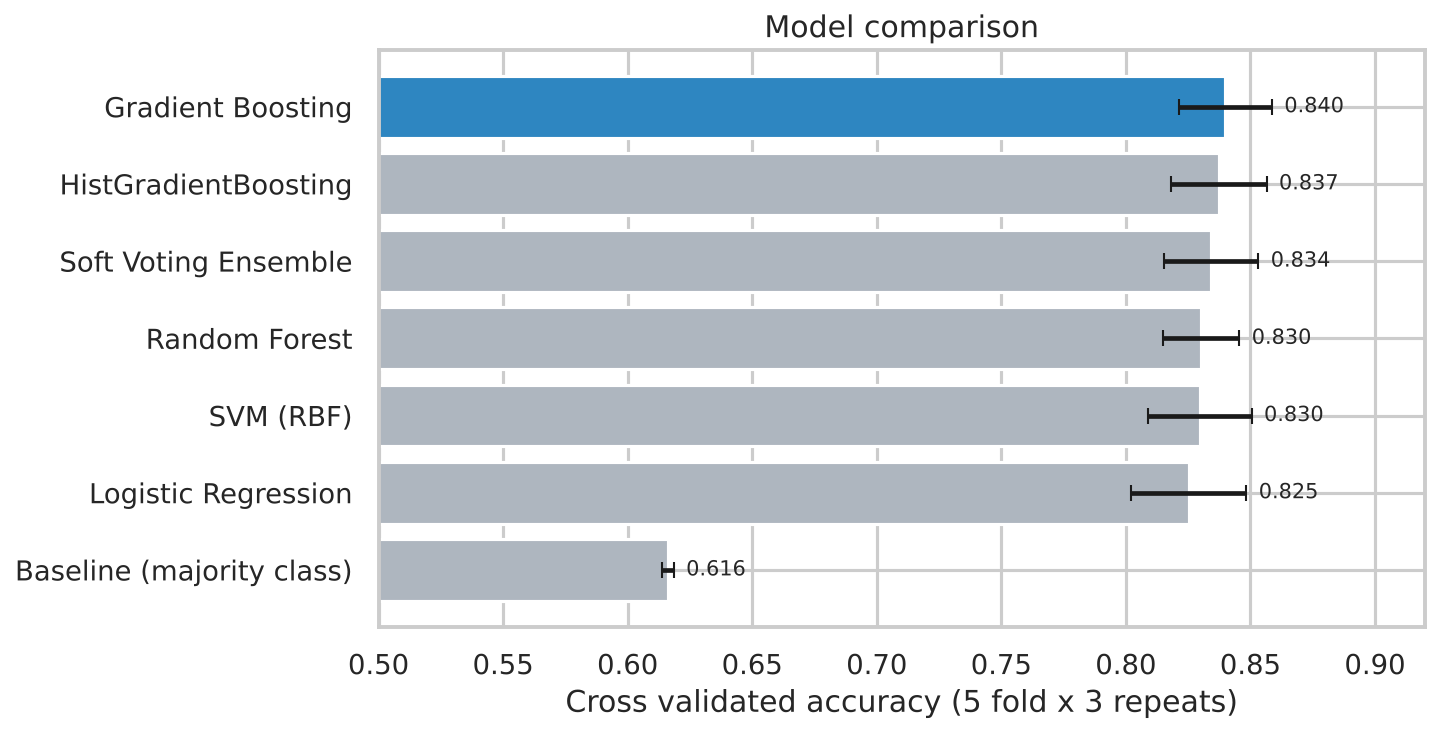 Model comparison
Gradient Boosting 0.840
HistGradientBoosting 0.837
Soft Voting Ensemble 0.834
Random Forest 0.830
SVM (RBF) 0.830
Logistic Regression 0.825
Baseline (majority class) 0.616
0.50 0.55 0.60 0.65 0.70 0.75 0.80 0.85 0.90
Cross validated accuracy (5 fold x 3 repeats)